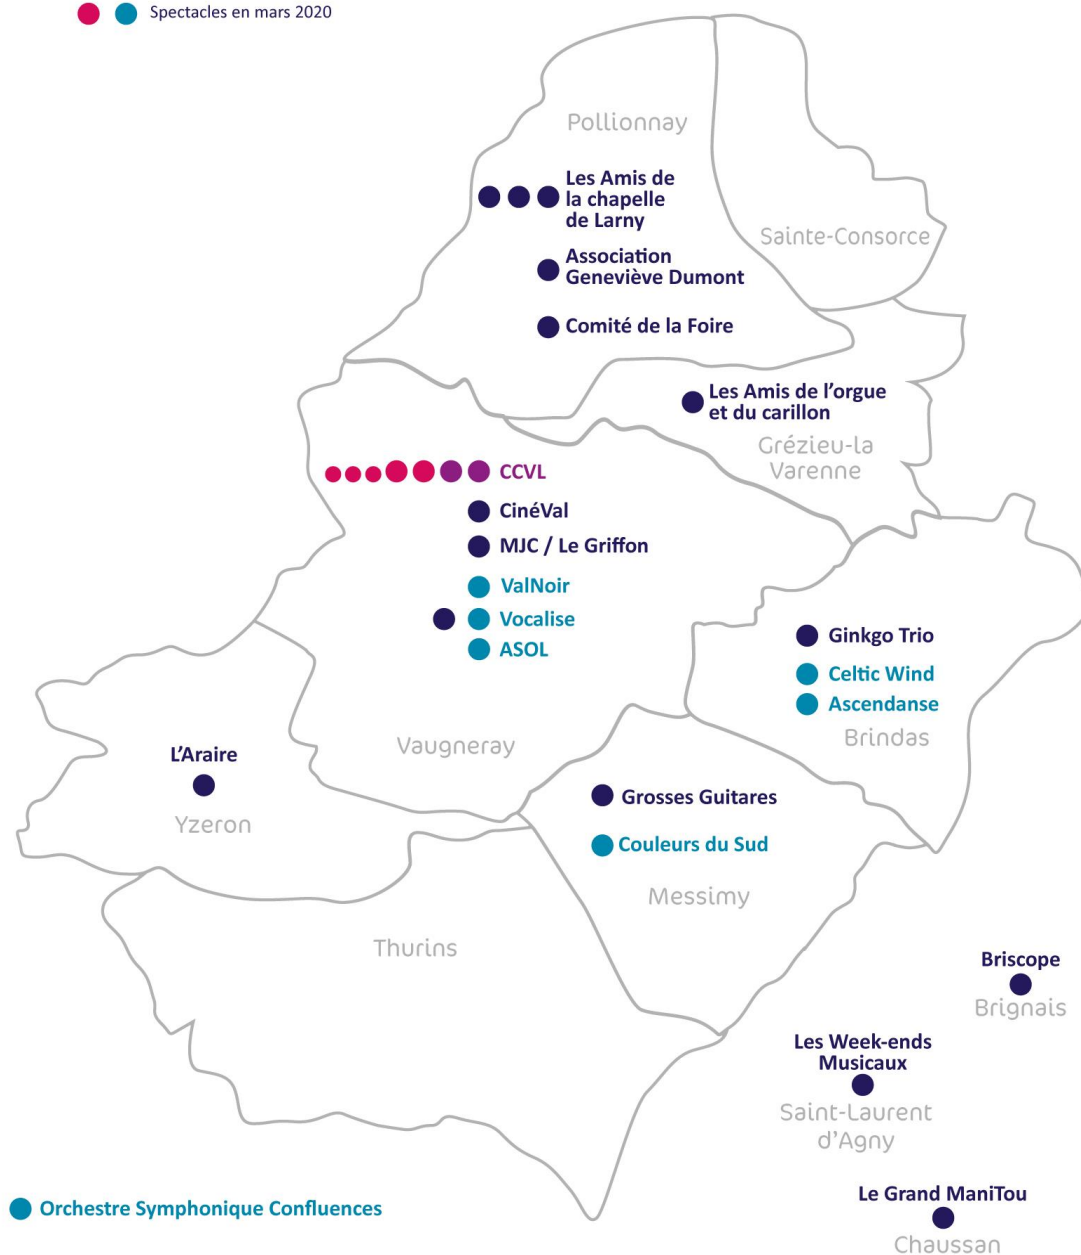 Spectacles en mars 2020
Pollionnay
Les Amis de
la chapelle
de Larny
Sainte-Consorce
Association
Geneviève Dumont
Comité de la Foire
Les Amis de l'orgue
et du carillon
Grézieu-la
Varenne
CCVL
CinéVal
MJC / Le Griffon
ValNoir
Vocalise
ASOL
Ginkgo Trio
Celtic Wind
Ascendanse
Brindas
Vaugneray
L'Araire
Yzeron
Grosses Guitares
Couleurs du Sud
Messimy
Thurins
Briscope
Brignais
Les Week-ends
Musicaux
Saint-Laurent
d'Agny
Le Grand ManiTou
Chaussan
Orchestre Symphonique Confluences